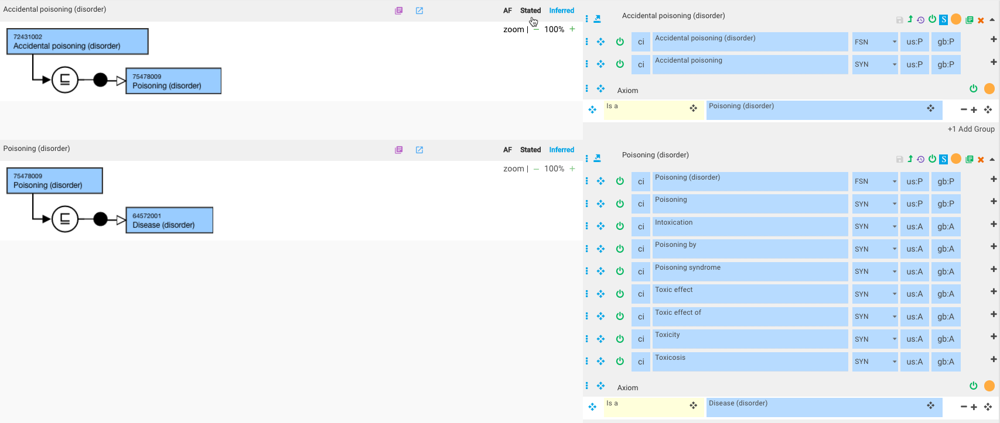 Accidental poisoning (disorder)
AF Stated Inferred
zoom | − 100% +
72431002
Accidental poisoning (disorder)
⊑
75478009
Poisoning (disorder)
Poisoning (disorder)
AF Stated Inferred
zoom | − 100% +
75478009
Poisoning (disorder)
⊑
64572001
Disease (disorder)
Accidental poisoning (disorder)
S
ci Accidental poisoning (disorder) FSN us:P gb:P
ci Accidental poisoning SYN us:P gb:P
Axiom
Is a Poisoning (disorder)
+1 Add Group
Poisoning (disorder)
S
ci Poisoning (disorder) FSN us:P gb:P
ci Poisoning SYN us:P gb:P
ci Intoxication SYN us:A gb:A
ci Poisoning by SYN us:A gb:A
ci Poisoning syndrome SYN us:A gb:A
ci Toxic effect SYN us:A gb:A
ci Toxic effect of SYN us:A gb:A
ci Toxicity SYN us:A gb:A
ci Toxicosis SYN us:A gb:A
Axiom
Is a Disease (disorder)